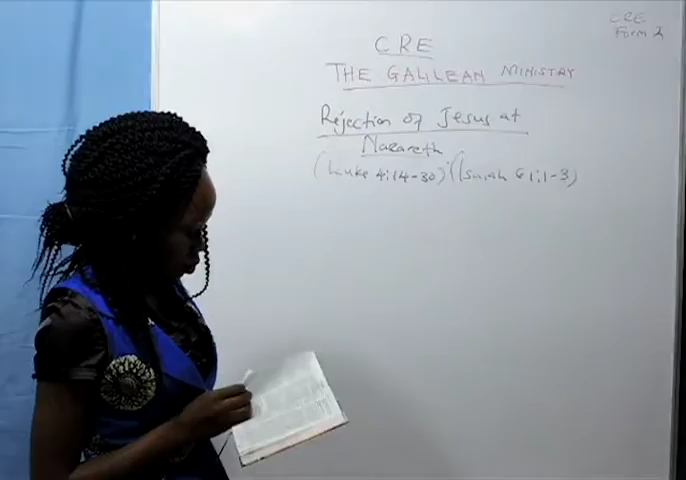 CRE
Form 2
CRE
THE GALILEAN MINISTRY
Rejection of Jesus at
Nazareth
(Luke 4:14-30) (Isaiah 61:1-3)